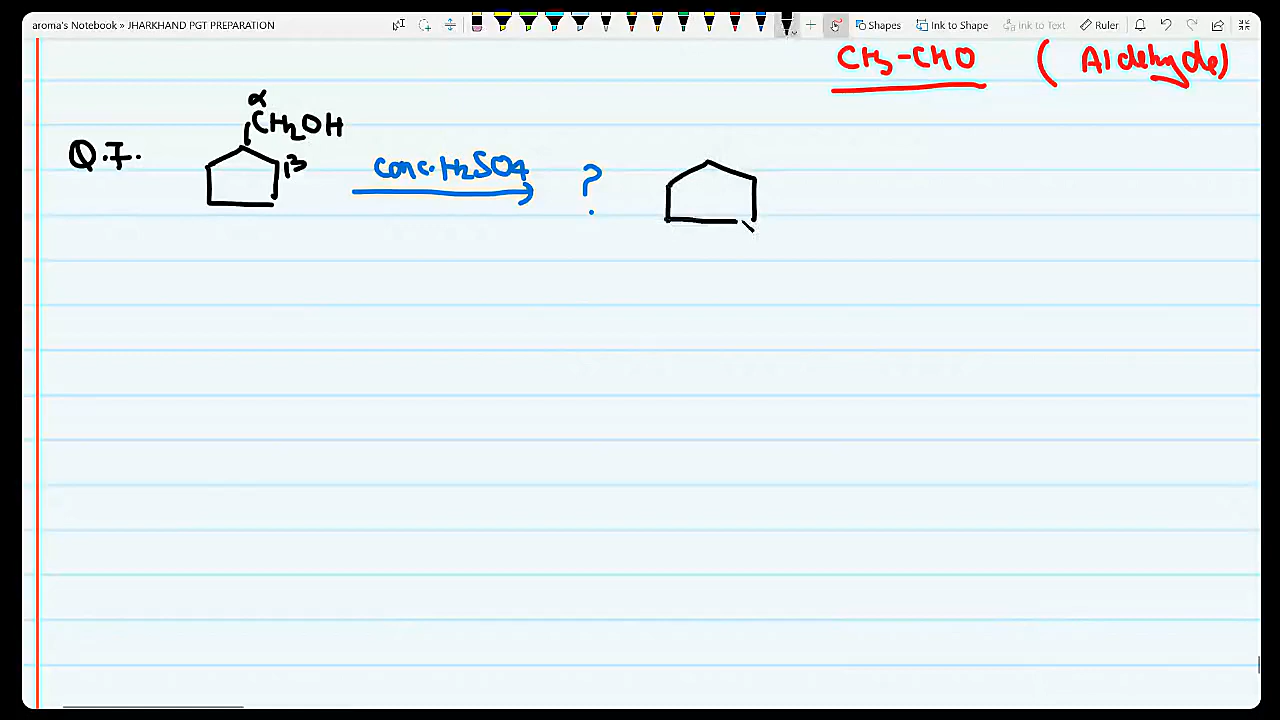 aroma's Notebook » JHARKHAND PGT PREPARATION
Shapes
Ink to Shape
Ink to Text
Ruler
CH3-CHO (Aldehyde)
α
CH2OH
Q.7.
β
conc. H2SO4
?